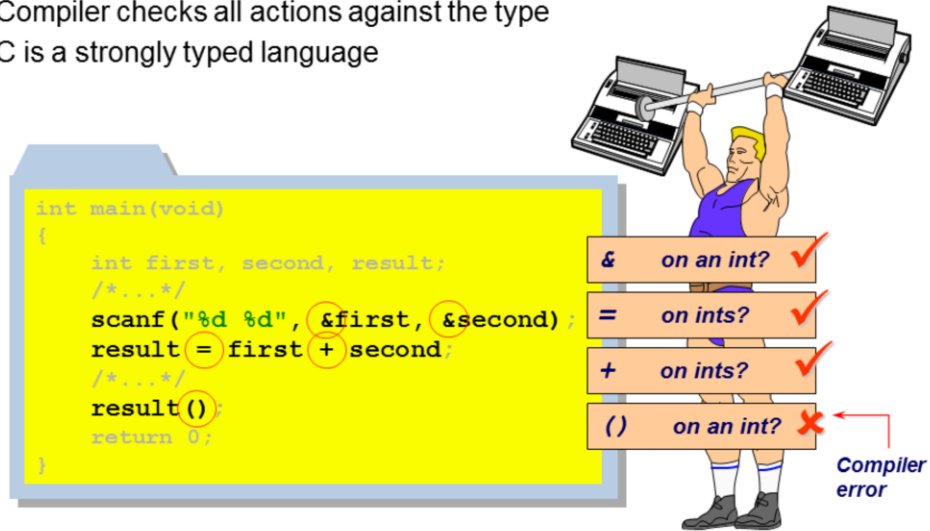 Compiler checks all actions against the type
C is a strongly typed language
int main(void)
{
int first, second, result;
/*...*/
scanf("%d %d", &first, &second);
result = first + second;
/*...*/
result();
return 0;
}
& on an int?
= on ints?
+ on ints?
() on an int?
Compiler
error